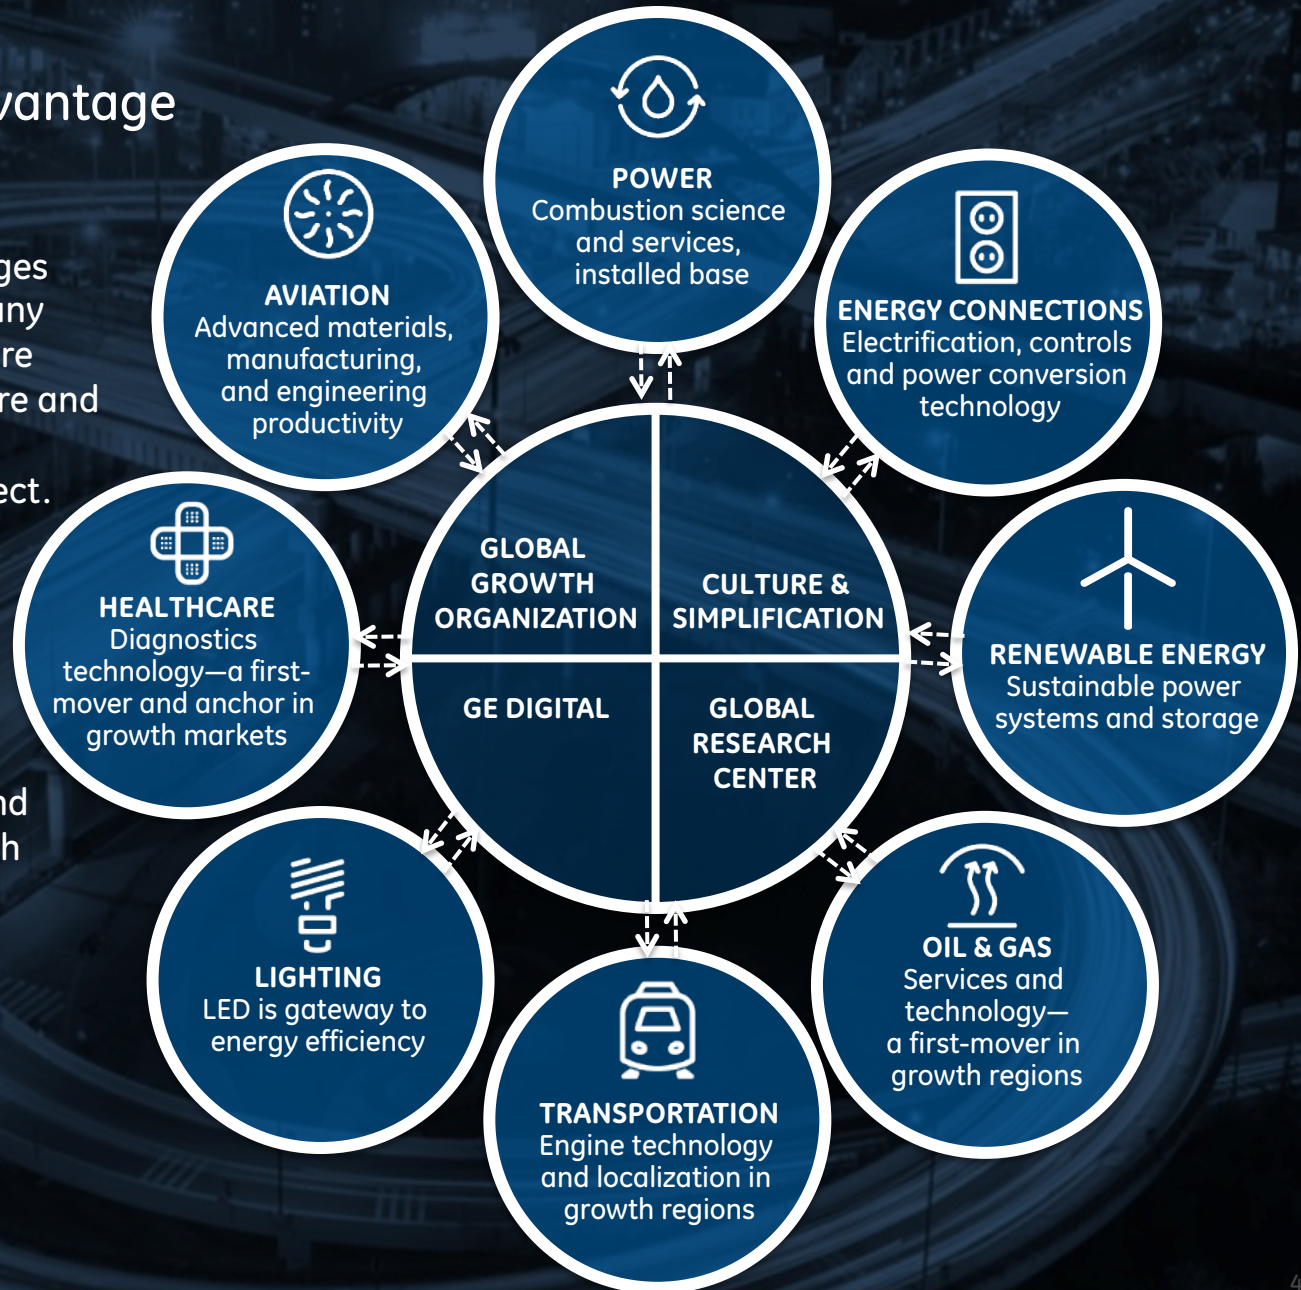 vantage
ges
any
re
re and
ect.
nd
h
POWER
Combustion science
and services,
installed base
ENERGY CONNECTIONS
Electrification, controls
and power conversion
technology
RENEWABLE ENERGY
Sustainable power
systems and storage
OIL & GAS
Services and
technology—
a first-mover in
growth regions
TRANSPORTATION
Engine technology
and localization in
growth regions
LIGHTING
LED is gateway to
energy efficiency
HEALTHCARE
Diagnostics
technology—a first-
mover and anchor in
growth markets
AVIATION
Advanced materials,
manufacturing,
and engineering
productivity
GLOBAL
GROWTH
ORGANIZATION
CULTURE &
SIMPLIFICATION
GE DIGITAL
GLOBAL
RESEARCH
CENTER
4